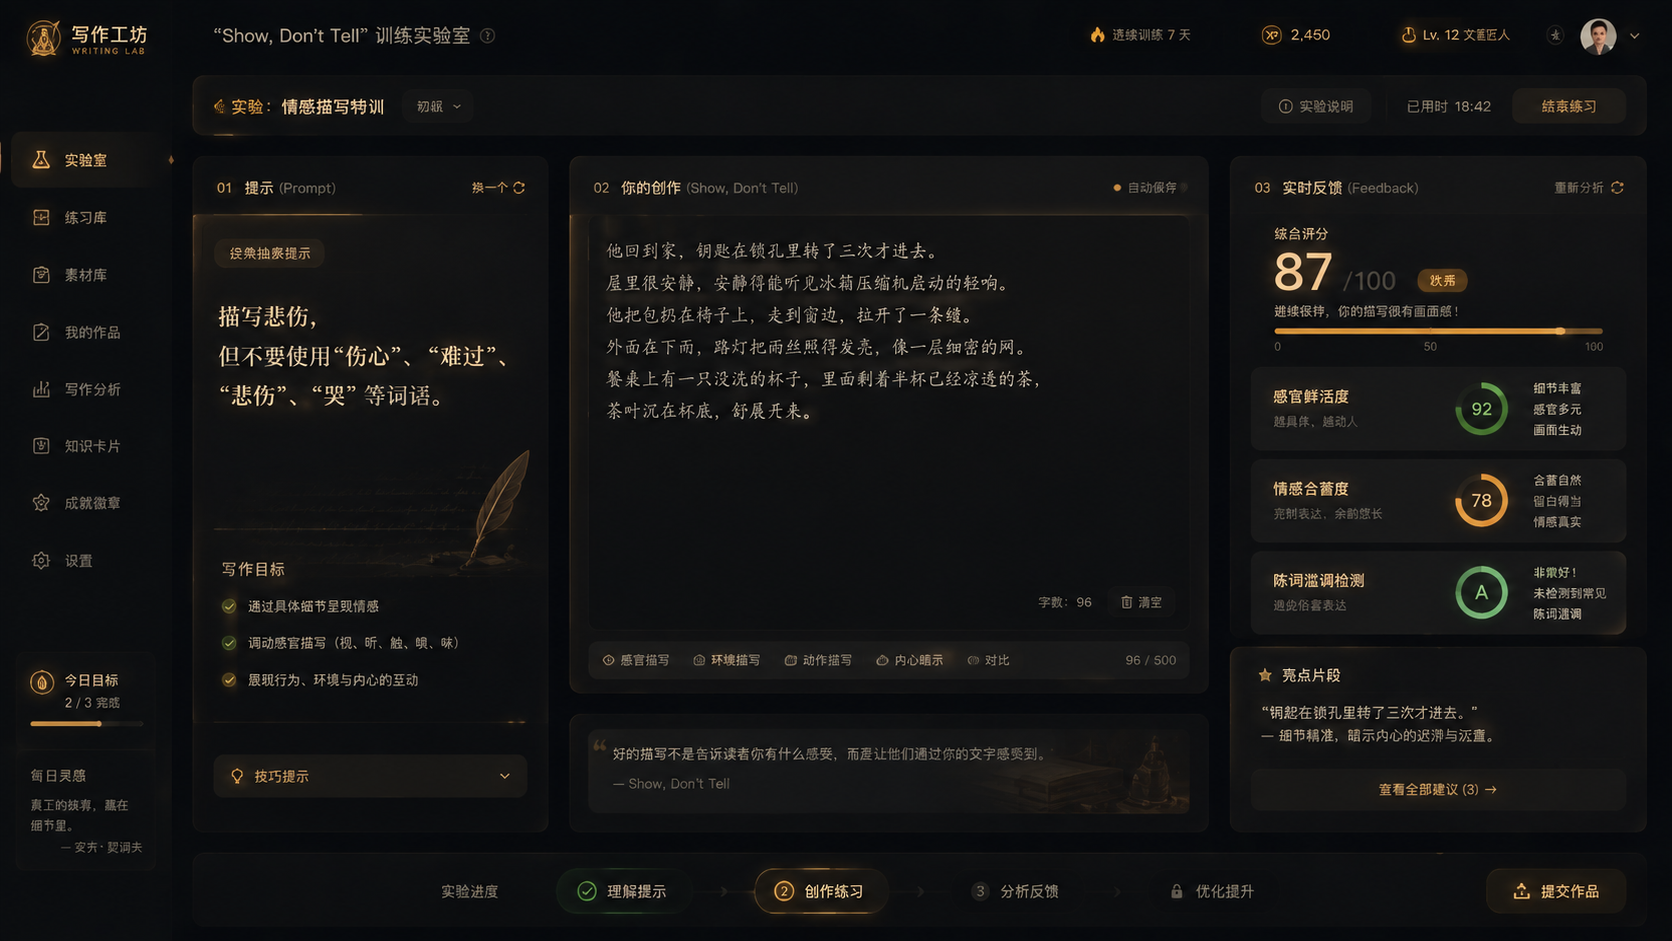 写作工坊
WRITING LAB
“Show, Don't Tell” 训练实验室
训练 7 天
XP 2,450
Lv. 12 文 人
实验：情感描写特训
初
实验说明
已用时 18:42
结束练习
实验室
练习库
素材库
我的作品
写作分析
知识卡片
成就徽章
设置
今日目标
2 / 3 完
每日灵感
— 安 · 契诃夫
01 提示 (Prompt)
换一个
抽象提示
描写悲伤，
但不要使用“伤心”、“难过”、
“悲伤”、“哭” 等词语。
写作目标
通过具体细节呈现情感
调动感官描写（视、听、触、嗅、味）
展现行为、环境与内心的互动
技巧提示
02 你的创作 (Show, Don't Tell)
自动保存
他回到家，钥匙在锁孔里转了三次才进去。
屋里很安静，安静得能听见冰箱压缩机启动的轻响。
他把包扔在椅子上，走到窗边，拉开了一条缝。
外面在下雨，路灯把雨丝照得发亮，像一层细密的网。
餐桌上有一只没洗的杯子，里面剩着半杯已经凉透的茶，
茶叶沉在杯底，舒展开来。
字数： 96
清空
感官描写
环境描写
动作描写
内心暗示
对比
96 / 500
好的描写不是告诉读者你有什么感受，而是让他们通过你的文字感受到。
— Show, Don't Tell
03 实时反馈 (Feedback)
重新分析
综合评分
87 /100
继续保持，你的描写很有画面感！
0 50 100
感官鲜活度
越具体，越动人
92
细节丰富
感官多元
画面生动
情感含蓄度
克制表达，余韵悠长
78
含蓄自然
留白得当
情感真实
陈词滥调检测
避免俗套表达
A
非常好！
未检测到常见
陈词滥调
亮点片段
“钥匙在锁孔里转了三次才进去。”
— 细节精准，暗示内心的迟滞与沉重。
查看全部建议 (3) →
实验进度
理解提示
2 创作练习
3 分析反馈
优化提升
提交作品